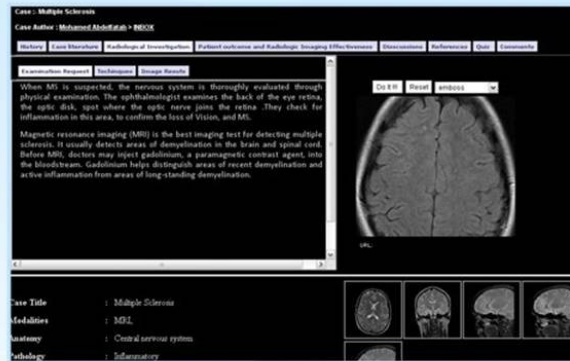 Case :- Multiple Sclerosis
Case Author : Mohamed Abdelfatah > INBOX
History Case literature Radiological Investigation Patient outcome and Radiologic Imaging Effectiveness Discussions References Quiz Comments
Examination Request Techniques Image Results
When MS is suspected, the nervous system is thoroughly evaluated through
physical examination. The ophthalmologist examines the back of the eye retina,
the optic disk, spot where the optic nerve joins the retina .They check for
inflammation in this area, to confirm the loss of Vision, and MS.
Magnetic resonance imaging (MRI) is the best imaging test for detecting multiple
sclerosis. It usually detects areas of demyelination in the brain and spinal cord.
Before MRI, doctors may inject gadolinium, a paramagnetic contrast agent, into
the bloodstream. Gadolinium helps distinguish areas of recent demyelination and
active inflammation from areas of long-standing demyelination.
Do it !!! Reset emboss
URL:
Case Title : Multiple Sclerosis
Modalities : MRI,
Anatomy : Central nervous system
Pathology : Inflammatory